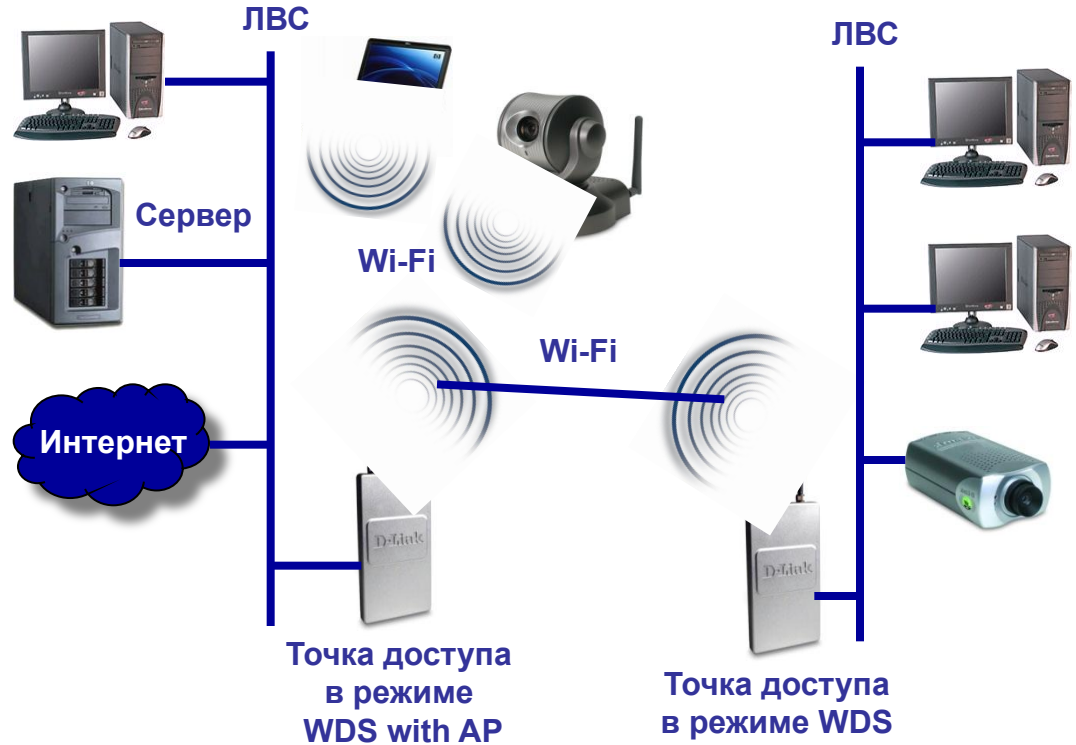 ЛВС
ЛВС
Сервер
Wi-Fi
Wi-Fi
Интернет
D-Link
D-Link
Точка доступа
в режиме
WDS with AP
Точка доступа
в режиме WDS